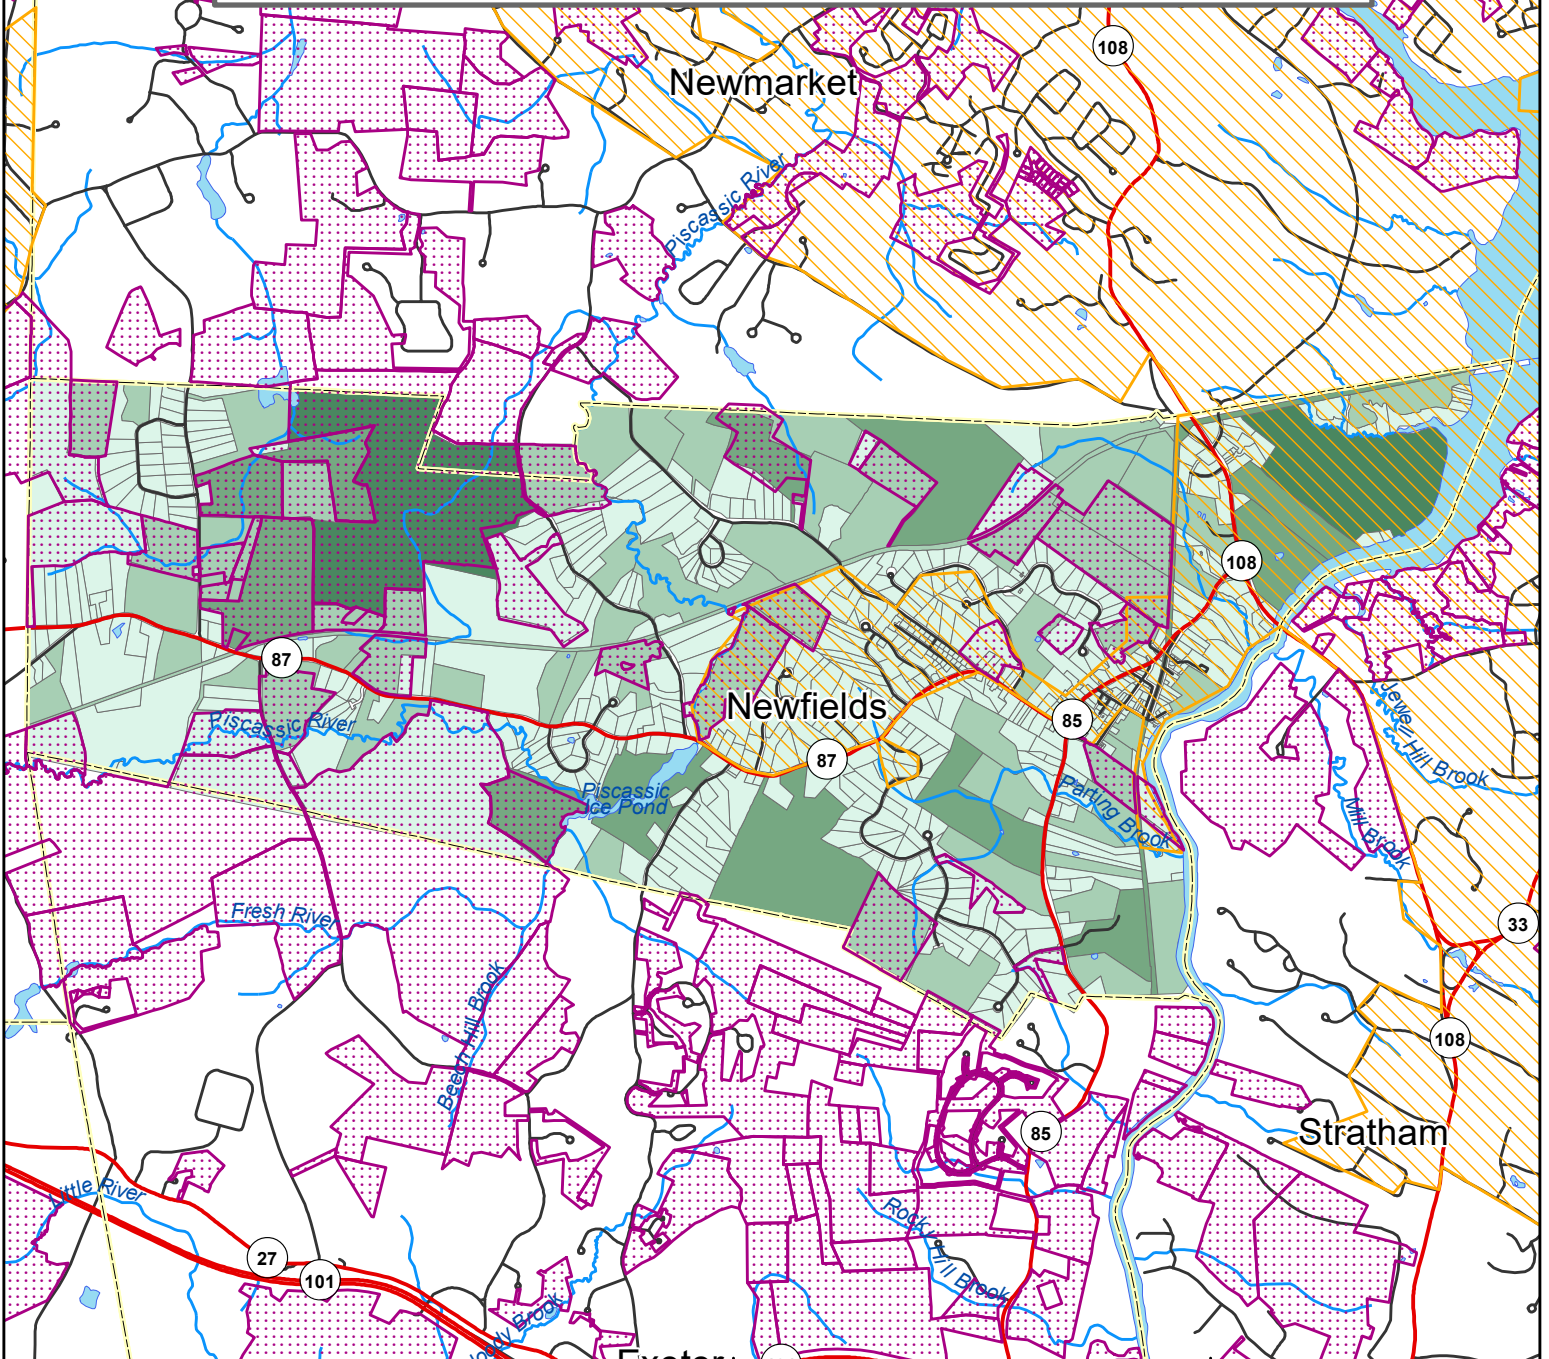 108
Newmarket
Piscassic River
108
87
Newfields
85
Piscassic River
87
Piscassic
Ice Pond
Parting Brook
Jewell Hill Brook
Mill Brook
Fresh River
33
Beech Hill Brook
108
85
Stratham
Little River
Rocky Hill Brook
27
101
Brook